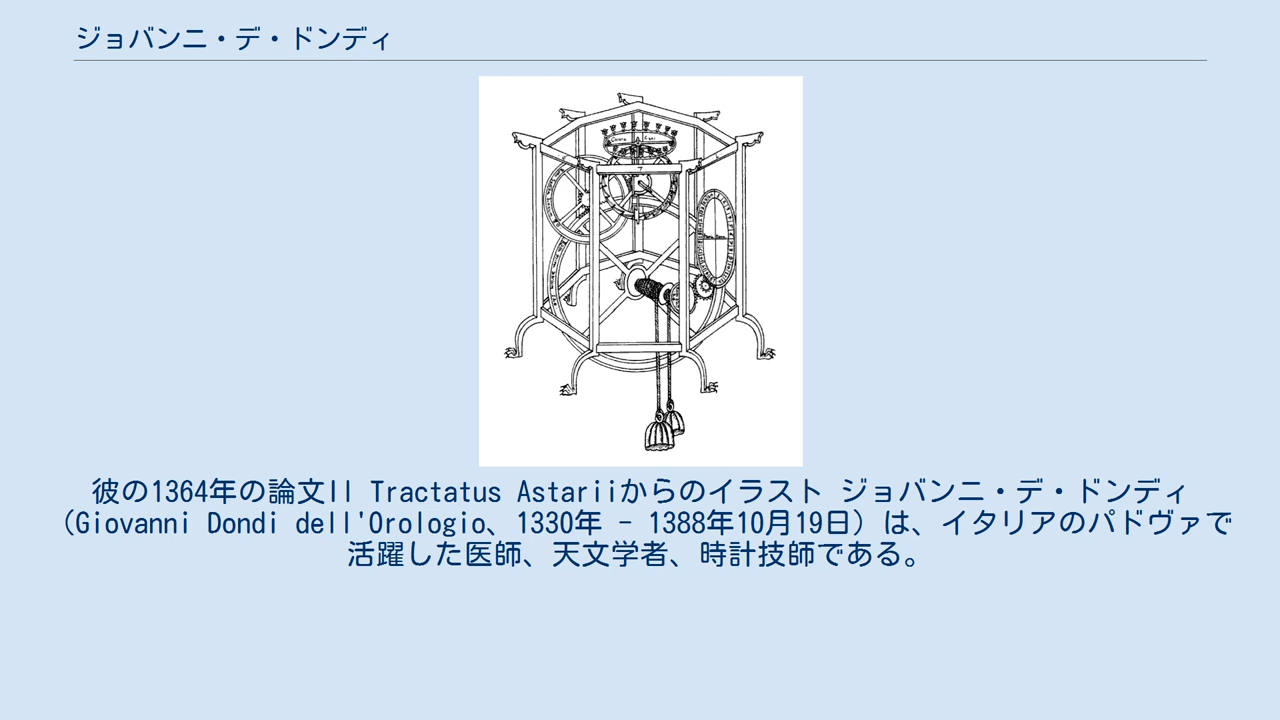 ジョバンニ・デ・ドンディ
7
彼の1364年の論文Il Tractatus Astariiからのイラスト ジョバンニ・デ・ドンディ
（Giovanni Dondi dell'Orologio、1330年 - 1388年10月19日）は、イタリアのパドヴァで
活躍した医師、天文学者、時計技師である。